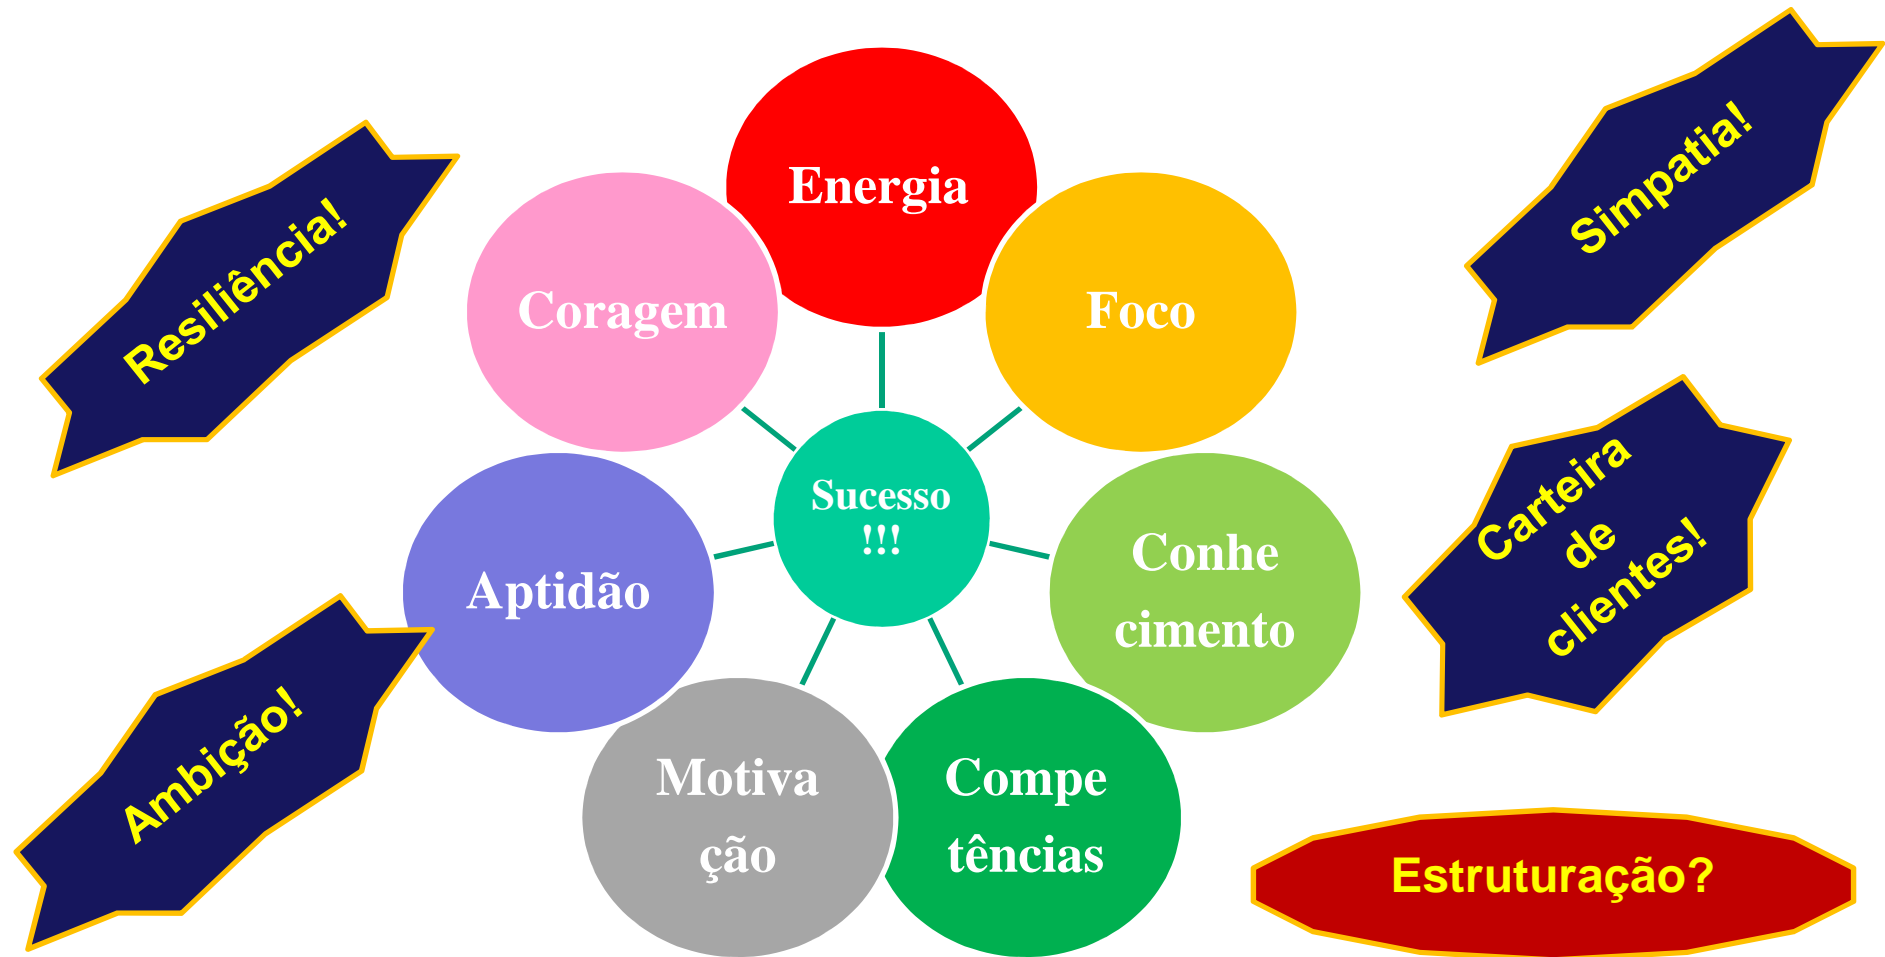 Energia
Simpatia!
Resiliência!
Coragem
Foco
Sucesso
!!!
Carteira
de
clientes!
Conhe
cimento
Aptidão
Ambição!
Motiva
ção
Compe
tências
Estruturação?